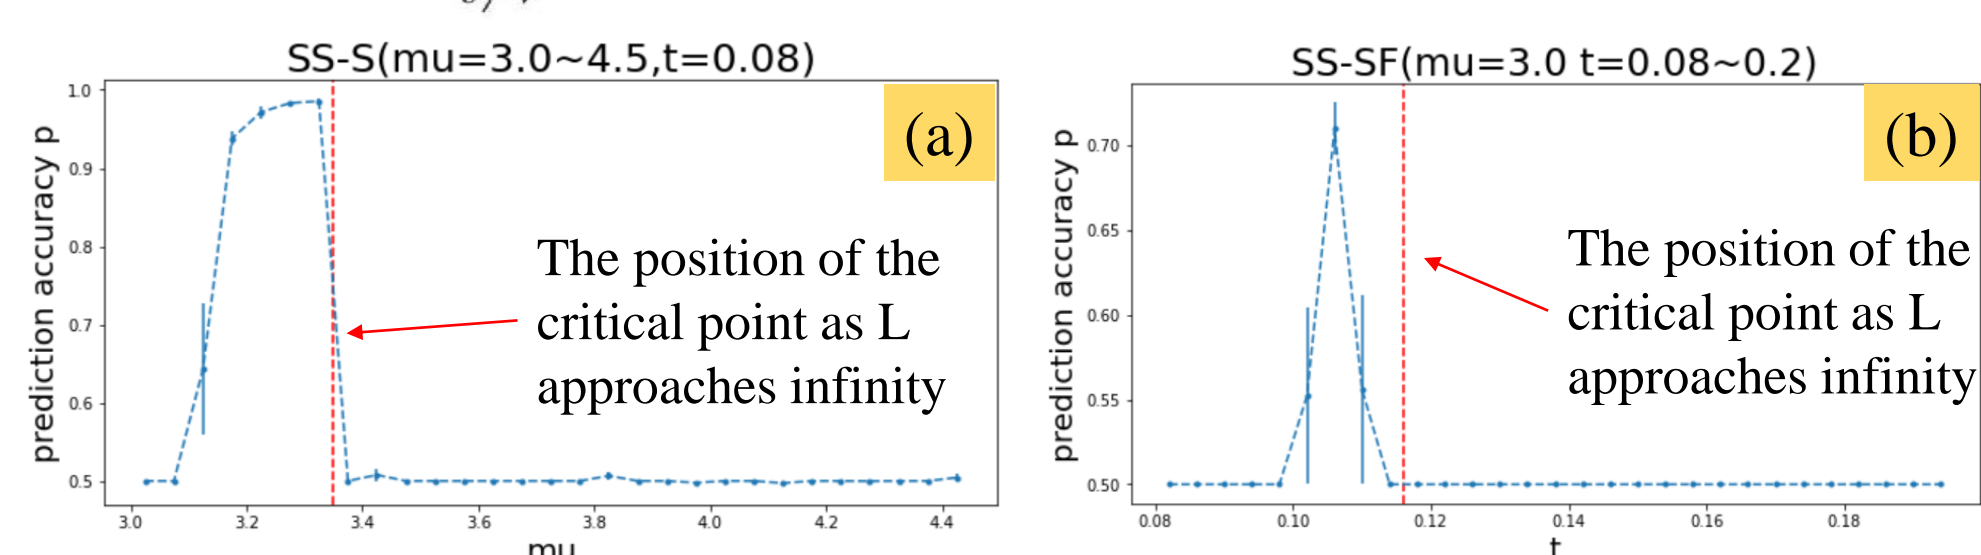 SS-S(mu=3.0~4.5,t=0.08)
(a)
prediction accuracy p
1.0
0.9
0.8
0.7
0.6
0.5
The position of the
critical point as L
approaches infinity
3.0 3.2 3.4 3.6 3.8 4.0 4.2 4.4
mu
SS-SF(mu=3.0 t=0.08~0.2)
(b)
prediction accuracy p
0.70
0.65
0.60
0.55
0.50
The position of the
critical point as L
approaches infinity
0.08 0.10 0.12 0.14 0.16 0.18
t